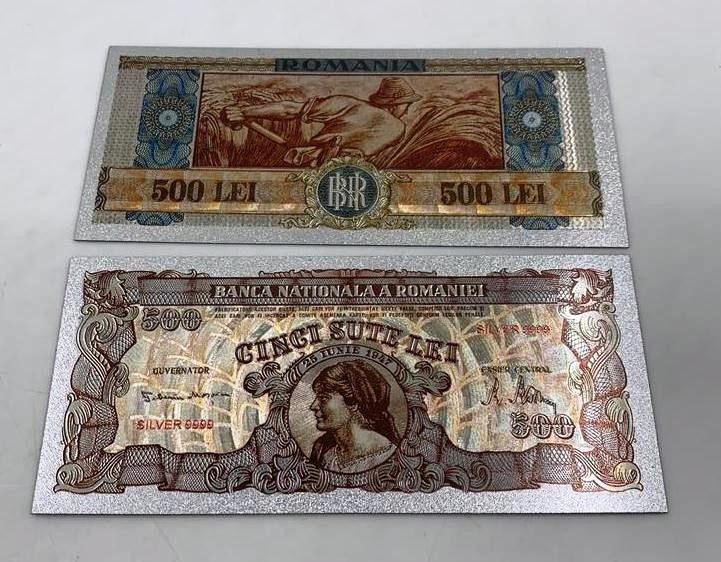 ROMANIA
500 LEI
BNR
500 LEI
BANCA NATIONALA A ROMANIEI
500
CINCI SUTE LEI
SILVER 9999
25 IUNIE 1947
GUVERNATOR
CASIER CENTRAL
SILVER 9999
500